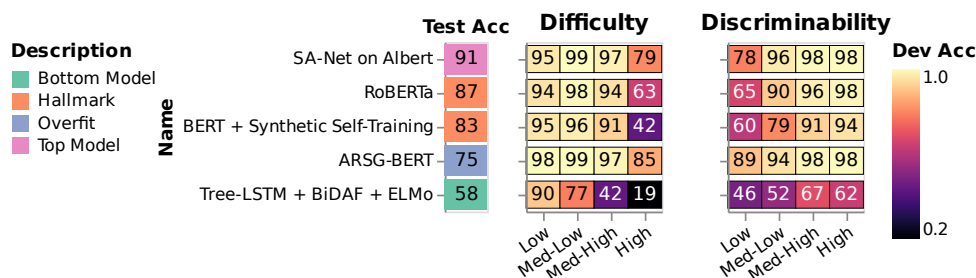 Test Acc Difficulty Discriminability
Description
Bottom Model
Hallmark
Overfit
Top Model
Name
SA-Net on Albert 91 95 99 97 79 78 96 98 98
RoBERTa 87 94 98 94 63 65 90 96 98
BERT + Synthetic Self-Training 83 95 96 91 42 60 79 91 94
ARSG-BERT 75 98 99 97 85 89 94 98 98
Tree-LSTM + BiDAF + ELMo 58 90 77 42 19 46 52 67 62
Low Med-Low Med-High High Low Med-Low Med-High High
Dev Acc
1.0
0.2